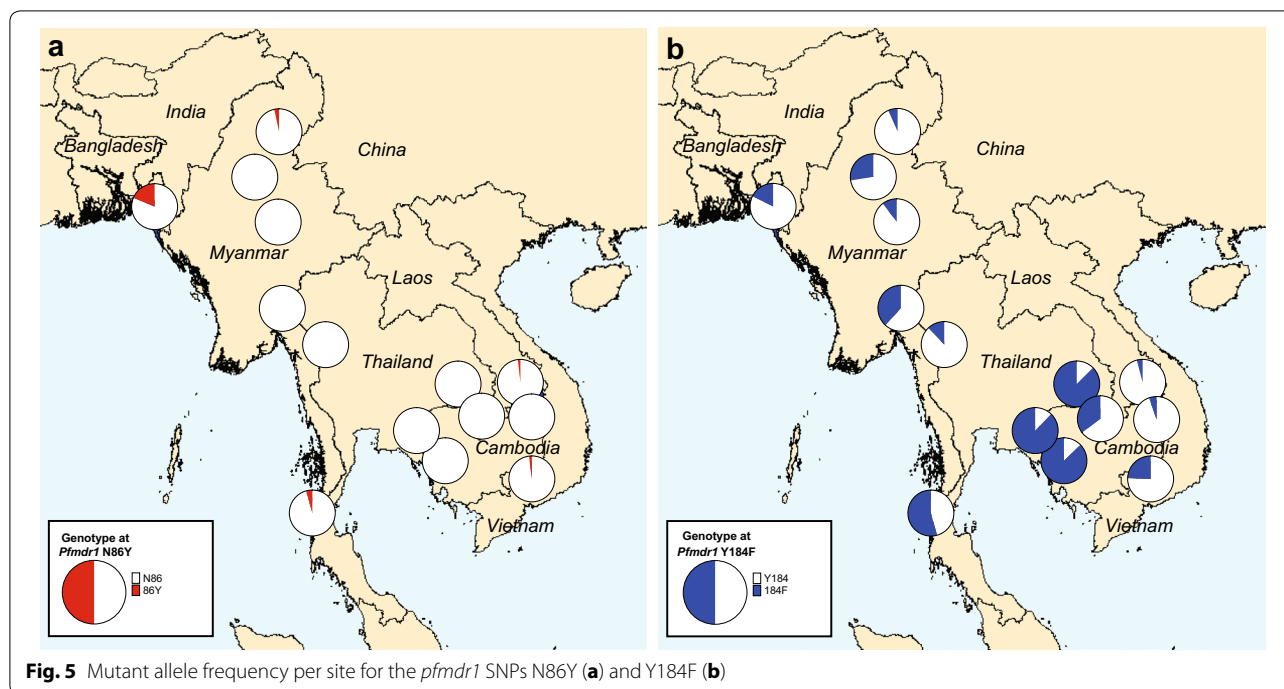 a
India
Bangladesh
China
Myanmar
Laos
Thailand
Cambodia
Vietnam
Genotype at
Pfmdr1 N86Y
N86
86Y
b
India
Bangladesh
China
Myanmar
Laos
Thailand
Cambodia
Vietnam
Genotype at
Pfmdr1 Y184F
Y184
184F
Fig. 5 Mutant allele frequency per site for the pfmdr1 SNPs N86Y (a) and Y184F (b)